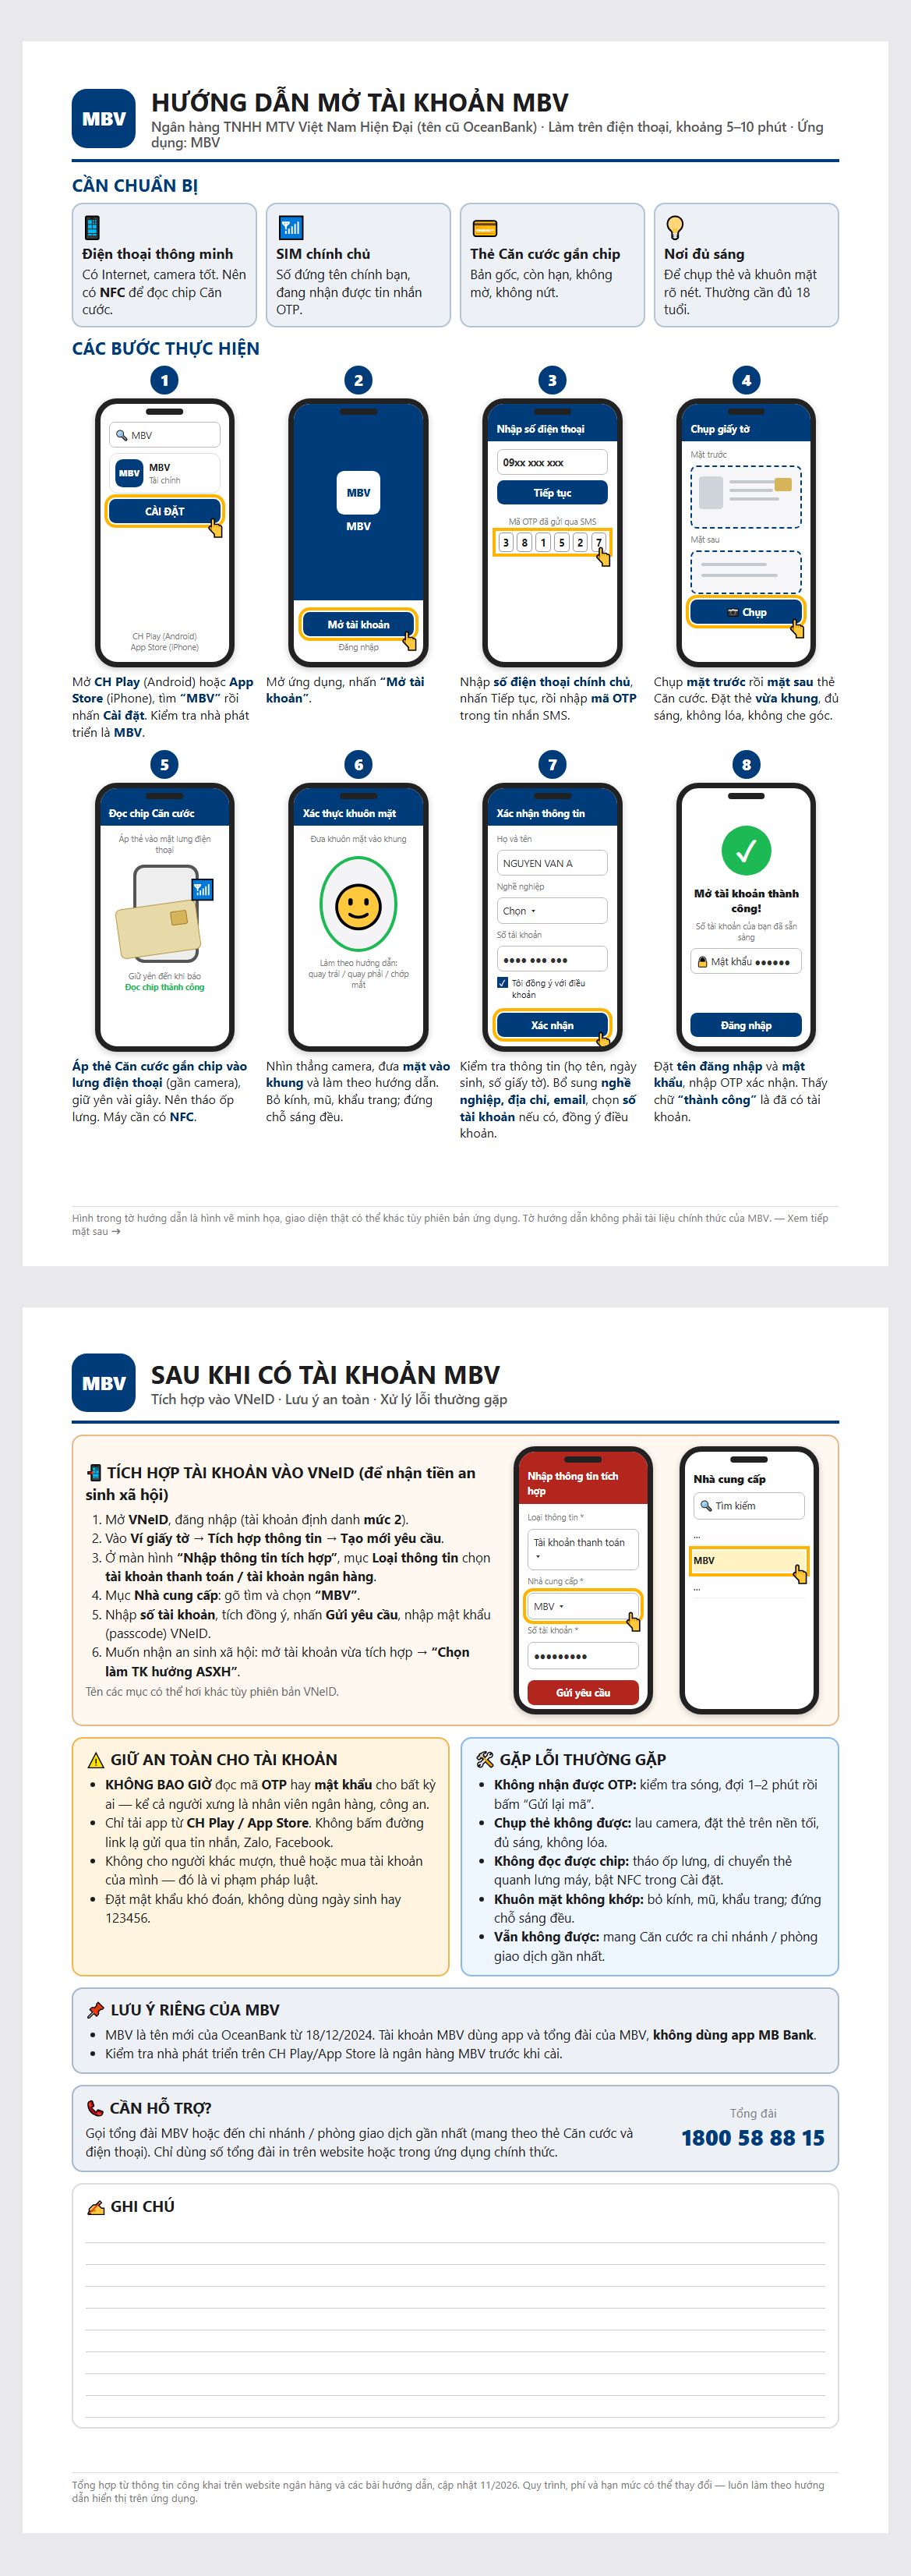 MBV
HƯỚNG DẪN MỞ TÀI KHOẢN MBV
Ngân hàng TNHH MTV Việt Nam Hiện Đại (tên cũ OceanBank) · Làm trên điện thoại, khoảng 5–10 phút · Ứng
dụng: MBV
CẦN CHUẨN BỊ
Điện thoại thông minh
Có Internet, camera tốt. Nên
có NFC để đọc chip Căn
cước.
SIM chính chủ
Số đứng tên chính bạn,
đang nhận được tin nhắn
OTP.
Thẻ Căn cước gắn chip
Bản gốc, còn hạn, không
mờ, không nứt.
Nơi đủ sáng
Để chụp thẻ và khuôn mặt
rõ nét. Thường cần đủ 18
tuổi.
CÁC BƯỚC THỰC HIỆN
1
MBV
MBV
MBV
Tài chính
CÀI ĐẶT
CH Play (Android)
App Store (iPhone)
Mở CH Play (Android) hoặc App
Store (iPhone), tìm “MBV” rồi
nhấn Cài đặt. Kiểm tra nhà phát
triển là MBV.
2
MBV
MBV
Mở tài khoản
Đăng nhập
Mở ứng dụng, nhấn “Mở tài
khoản”.
3
Nhập số điện thoại
09xx xxx xxx
Tiếp tục
Mã OTP đã gửi qua SMS
3 8 1 5 2 7
Nhập số điện thoại chính chủ,
nhấn Tiếp tục, rồi nhập mã OTP
trong tin nhắn SMS.
4
Chụp giấy tờ
Mặt trước
Mặt sau
Chụp
Chụp mặt trước rồi mặt sau thẻ
Căn cước. Đặt thẻ vừa khung, đủ
sáng, không lóa, không che góc.
5
Đọc chip Căn cước
Áp thẻ vào mặt lưng điện
thoại
Giữ yên đến khi báo
Đọc chip thành công
Áp thẻ Căn cước gắn chip vào
lưng điện thoại (gần camera),
giữ yên vài giây. Nên tháo ốp
lưng. Máy cần có NFC.
6
Xác thực khuôn mặt
Đưa khuôn mặt vào khung
Làm theo hướng dẫn:
quay trái / quay phải / chớp
mắt
Nhìn thẳng camera, đưa mặt vào
khung và làm theo hướng dẫn.
Bỏ kính, mũ, khẩu trang; đứng
chỗ sáng đều.
7
Xác nhận thông tin
Họ và tên
NGUYEN VAN A
Nghề nghiệp
Chọn ▾
Số tài khoản
•••• ••• •••
Tôi đồng ý với điều
khoản
Xác nhận
Kiểm tra thông tin (họ tên, ngày
sinh, số giấy tờ). Bổ sung nghề
nghiệp, địa chỉ, email, chọn số
tài khoản nếu có, đồng ý điều
khoản.
8
Mở tài khoản thành
công!
Số tài khoản của bạn đã sẵn
sàng
Mật khẩu ••••••
Đăng nhập
Đặt tên đăng nhập và mật
khẩu, nhập OTP xác nhận. Thấy
chữ “thành công” là đã có tài
khoản.
Hình trong tờ hướng dẫn là hình vẽ minh họa, giao diện thật có thể khác tùy phiên bản ứng dụng. Tờ hướng dẫn không phải tài liệu chính thức của MBV. — Xem tiếp
mặt sau →
MBV
SAU KHI CÓ TÀI KHOẢN MBV
Tích hợp vào VNeID · Lưu ý an toàn · Xử lý lỗi thường gặp
TÍCH HỢP TÀI KHOẢN VÀO VNeID (để nhận tiền an
sinh xã hội)
1. Mở VNeID, đăng nhập (tài khoản định danh mức 2).
2. Vào Ví giấy tờ → Tích hợp thông tin → Tạo mới yêu cầu.
3. Ở màn hình “Nhập thông tin tích hợp”, mục Loại thông tin chọn
tài khoản thanh toán / tài khoản ngân hàng.
4. Mục Nhà cung cấp: gõ tìm và chọn “MBV”.
5. Nhập số tài khoản, tích đồng ý, nhấn Gửi yêu cầu, nhập mật khẩu
(passcode) VNeID.
6. Muốn nhận an sinh xã hội: mở tài khoản vừa tích hợp → “Chọn
làm TK hưởng ASXH”.
Tên các mục có thể hơi khác tùy phiên bản VNeID.
Nhập thông tin tích
hợp
Loại thông tin *
Tài khoản thanh toán
▾
Nhà cung cấp *
MBV ▾
Số tài khoản *
•••••••••
Gửi yêu cầu
Nhà cung cấp
Tìm kiếm
...
MBV
...
GIỮ AN TOÀN CHO TÀI KHOẢN
• KHÔNG BAO GIỜ đọc mã OTP hay mật khẩu cho bất kỳ
ai — kể cả người xưng là nhân viên ngân hàng, công an.
• Chỉ tải app từ CH Play / App Store. Không bấm đường
link lạ gửi qua tin nhắn, Zalo, Facebook.
• Không cho người khác mượn, thuê hoặc mua tài khoản
của mình — đó là vi phạm pháp luật.
• Đặt mật khẩu khó đoán, không dùng ngày sinh hay
123456.
GẶP LỖI THƯỜNG GẶP
• Không nhận được OTP: kiểm tra sóng, đợi 1–2 phút rồi
bấm “Gửi lại mã”.
• Chụp thẻ không được: lau camera, đặt thẻ trên nền tối,
đủ sáng, không lóa.
• Không đọc được chip: tháo ốp lưng, di chuyển thẻ
quanh lưng máy, bật NFC trong Cài đặt.
• Khuôn mặt không khớp: bỏ kính, mũ, khẩu trang; đứng
chỗ sáng đều.
• Vẫn không được: mang Căn cước ra chi nhánh / phòng
giao dịch gần nhất.
LƯU Ý RIÊNG CỦA MBV
• MBV là tên mới của OceanBank từ 18/12/2024. Tài khoản MBV dùng app và tổng đài của MBV, không dùng app MB Bank.
• Kiểm tra nhà phát triển trên CH Play/App Store là ngân hàng MBV trước khi cài.
CẦN HỖ TRỢ?
Gọi tổng đài MBV hoặc đến chi nhánh / phòng giao dịch gần nhất (mang theo thẻ Căn cước và
điện thoại). Chỉ dùng số tổng đài in trên website hoặc trong ứng dụng chính thức.
Tổng đài
1800 58 88 15
GHI CHÚ
Tổng hợp từ thông tin công khai trên website ngân hàng và các bài hướng dẫn, cập nhật 11/2026. Quy trình, phí và hạn mức có thể thay đổi — luôn làm theo hướng
dẫn hiển thị trên ứng dụng.